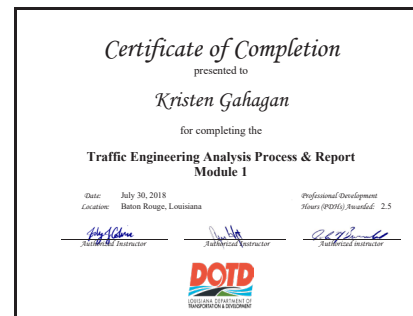 Certificate of Completion
presented to
Kristen Gahagan
for completing the
Traffic Engineering Analysis Process & Report
Module 1
Date: July 30, 2018
Location: Baton Rouge, Louisiana
Professional Development
Hours (PDHs) Awarded: 2.5
Authorized Instructor
Authorized Instructor
Authorized instructor
DOTD
LOUISIANA DEPARTMENT OF
TRANSPORTATION & DEVELOPMENT